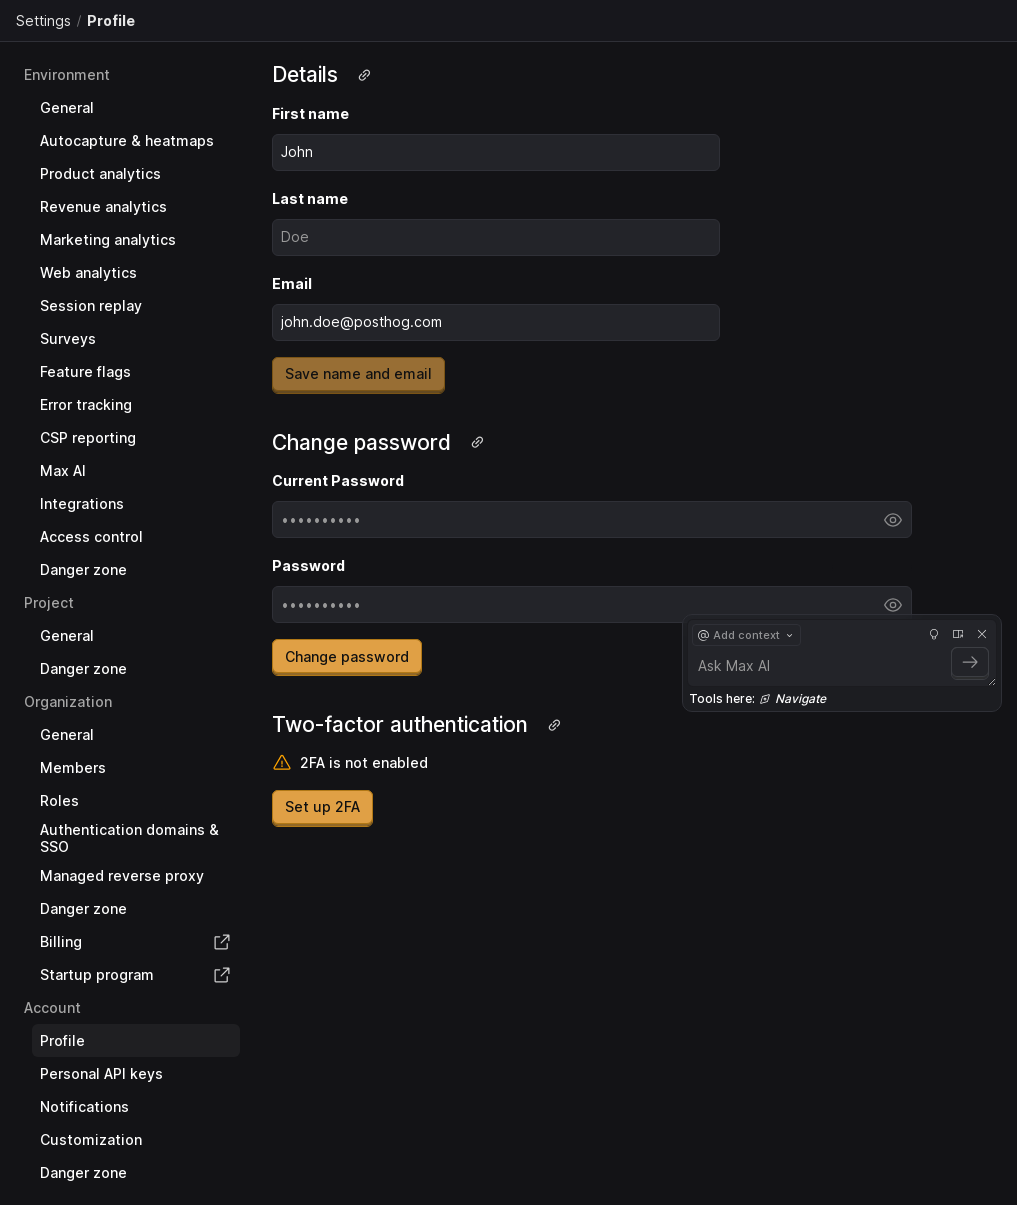 Settings / Profile
Environment
General
Autocapture & heatmaps
Product analytics
Revenue analytics
Marketing analytics
Web analytics
Session replay
Surveys
Feature flags
Error tracking
CSP reporting
Max AI
Integrations
Access control
Danger zone
Project
General
Danger zone
Organization
General
Members
Roles
Authentication domains &
SSO
Managed reverse proxy
Danger zone
Billing
Startup program
Account
Profile
Personal API keys
Notifications
Customization
Danger zone
Details
First name
John
Last name
Doe
Email
john.doe@posthog.com
Save name and email
Change password
Current Password
••••••••••
Password
••••••••••
Change password
Two-factor authentication
2FA is not enabled
Set up 2FA
@ Add context
Ask Max AI
Tools here: Navigate